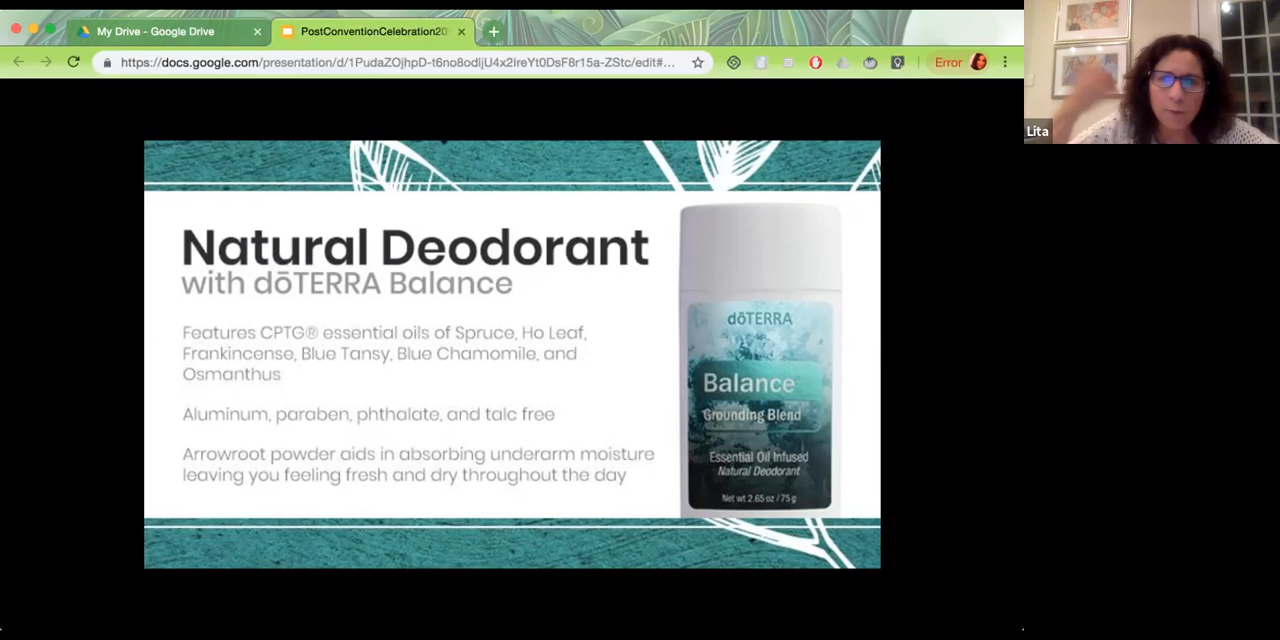 My Drive - Google Drive
PostConventionCelebration20
https://docs.google.com/presentation/d/1PudaZOjhpD-t6no8odljU4x2IreYt0DsF8r15a-ZStc/edit#...
Error
Lita
Natural Deodorant
with dōTERRA Balance
Features CPTG® essential oils of Spruce, Ho Leaf,
Frankincense, Blue Tansy, Blue Chamomile, and
Osmanthus
Aluminum, paraben, phthalate, and talc free
Arrowroot powder aids in absorbing underarm moisture
leaving you feeling fresh and dry throughout the day
dōTERRA
Balance
Grounding Blend
Essential Oil Infused
Natural Deodorant
Net wt 2.65 oz / 75 g